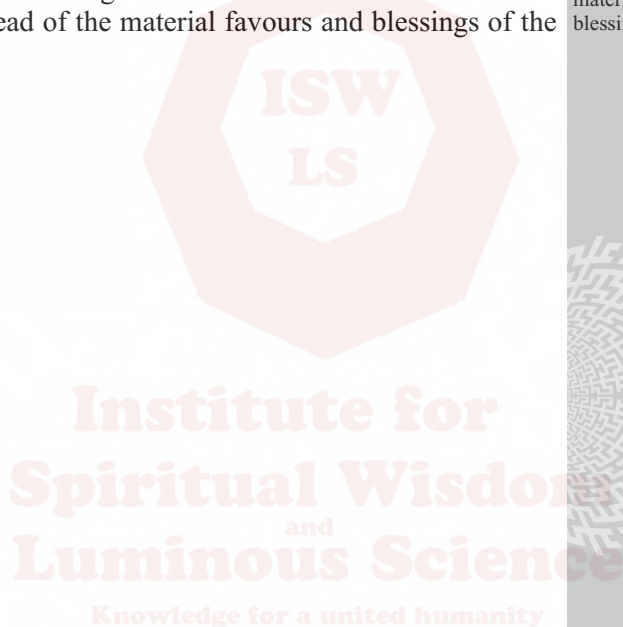 ead of the material favours and blessings of the
ISW
LS
Institute for
Spiritual Wisdom
and
Luminous Science
Knowledge for a united humanity